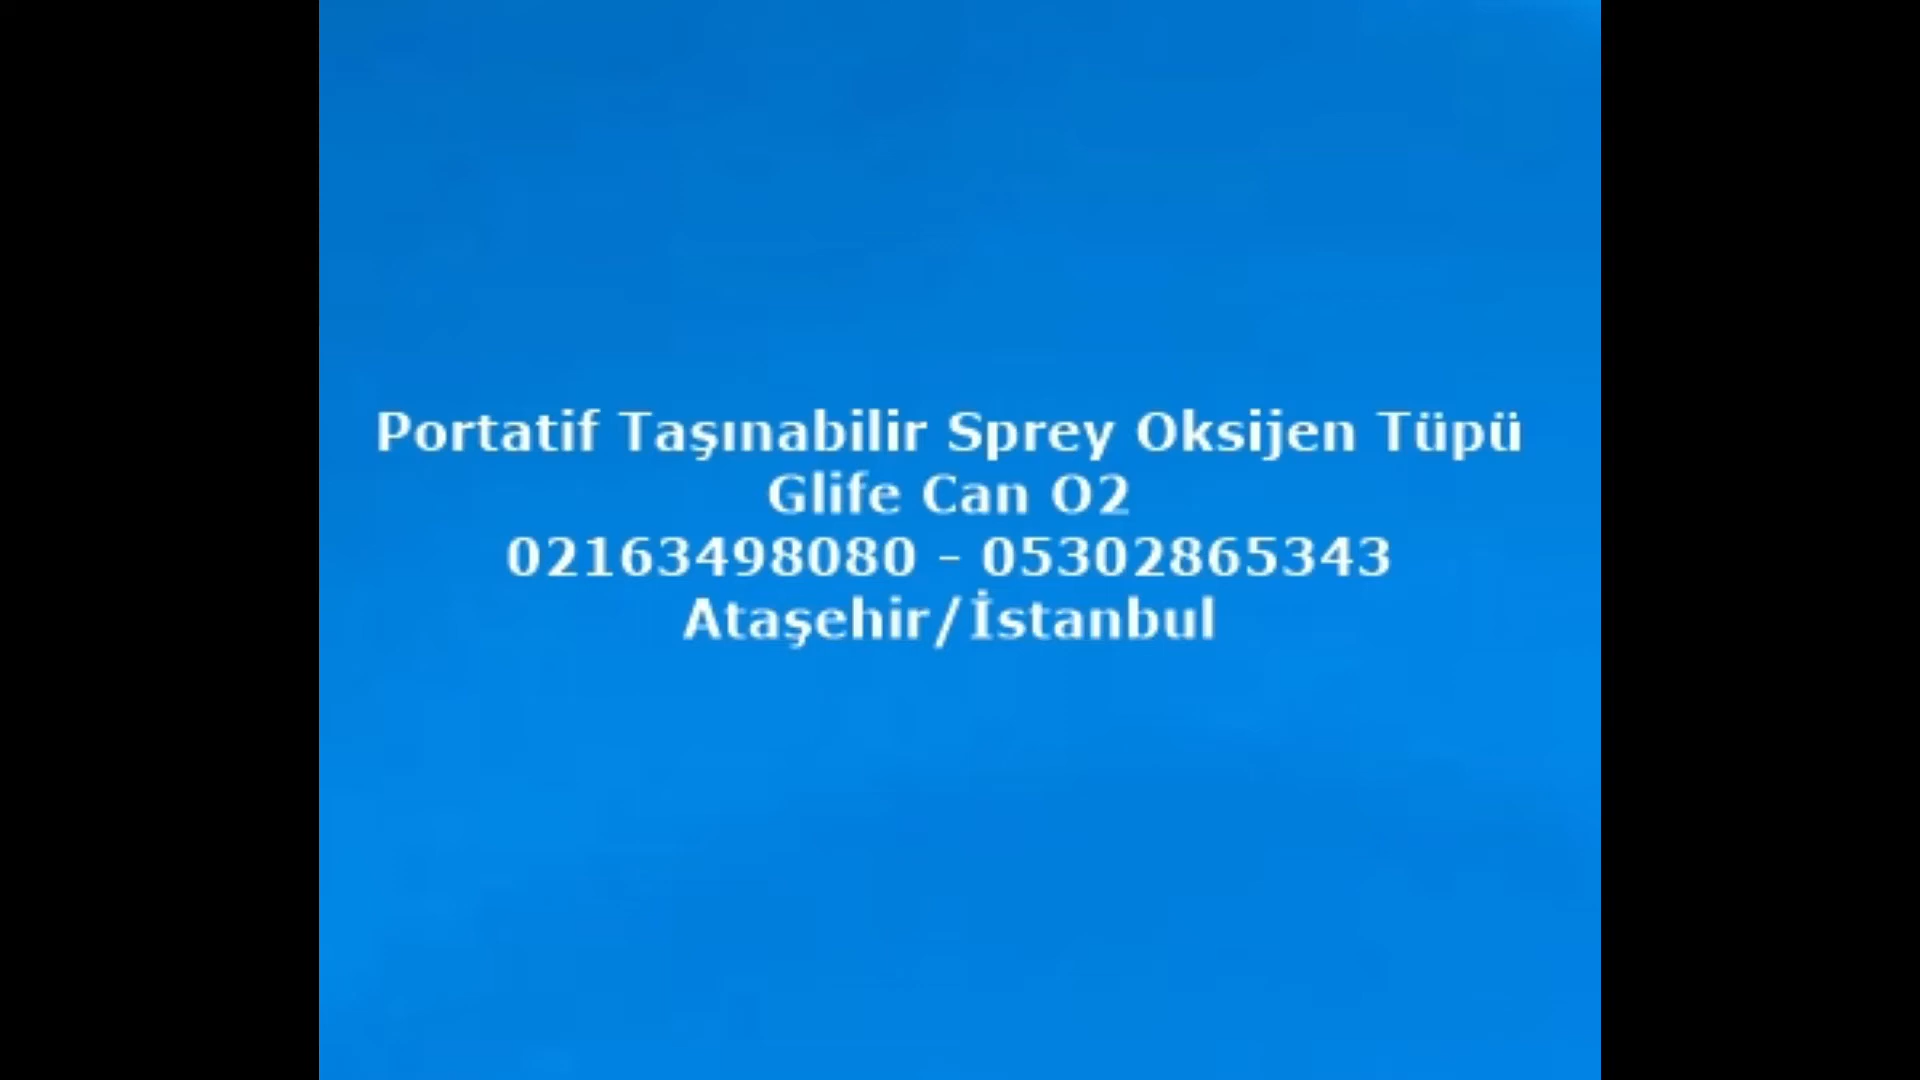 Portatif Taşınabilir Sprey Oksijen Tüpü
Glife Can O2
02163498080 - 05302865343
Ataşehir/İstanbul